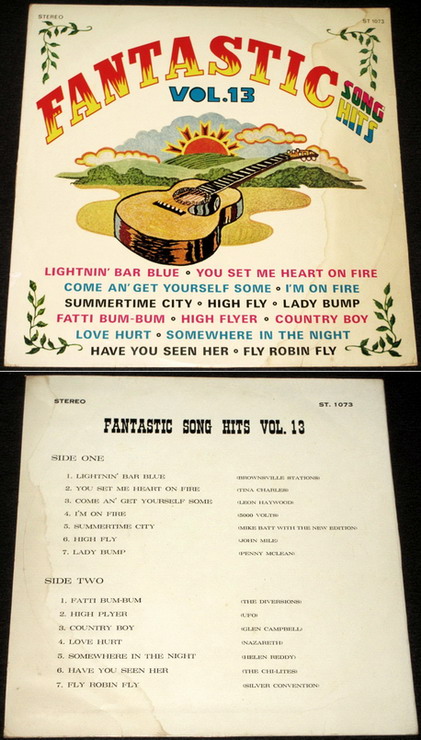 STEREO
ST 1073
FANTASTIC
SONG
HITS
VOL.13
LIGHTNIN' BAR BLUE • YOU SET ME HEART ON FIRE
COME AN' GET YOURSELF SOME • I'M ON FIRE
SUMMERTIME CITY • HIGH FLY • LADY BUMP
FATTI BUM-BUM • HIGH FLYER • COUNTRY BOY
LOVE HURT • SOMEWHERE IN THE NIGHT
HAVE YOU SEEN HER • FLY ROBIN FLY
STEREO
ST. 1073
FANTASTIC SONG HITS VOL. 13
SIDE ONE
1. LIGHTNIN' BAR BLUE (BROWNSVILLE STATIONS)
2. YOU SET ME HEART ON FIRE (TINA CHARLES)
3. COME AN' GET YOURSELF SOME (LEON HAYWOOD)
4. I'M ON FIRE (5000 VOLTS)
5. SUMMERTIME CITY (MIKE BATT WITH THE NEW EDITION)
6. HIGH FLY (JOHN MILE)
7. LADY BUMP (PENNY MCLEAN)
SIDE TWO
1. FATTI BUM-BUM (THE DIVERSIONS)
2. HIGH PLYER (UFO)
3. COUNTRY BOY (GLEN CAMPBELL)
4. LOVE HURT (NAZARETH)
5. SOMEWHERE IN THE NIGHT (HELEN REDDY)
6. HAVE YOU SEEN HER (THE CHI-LITES)
7. FLY ROBIN FLY (SILVER CONVENTION)